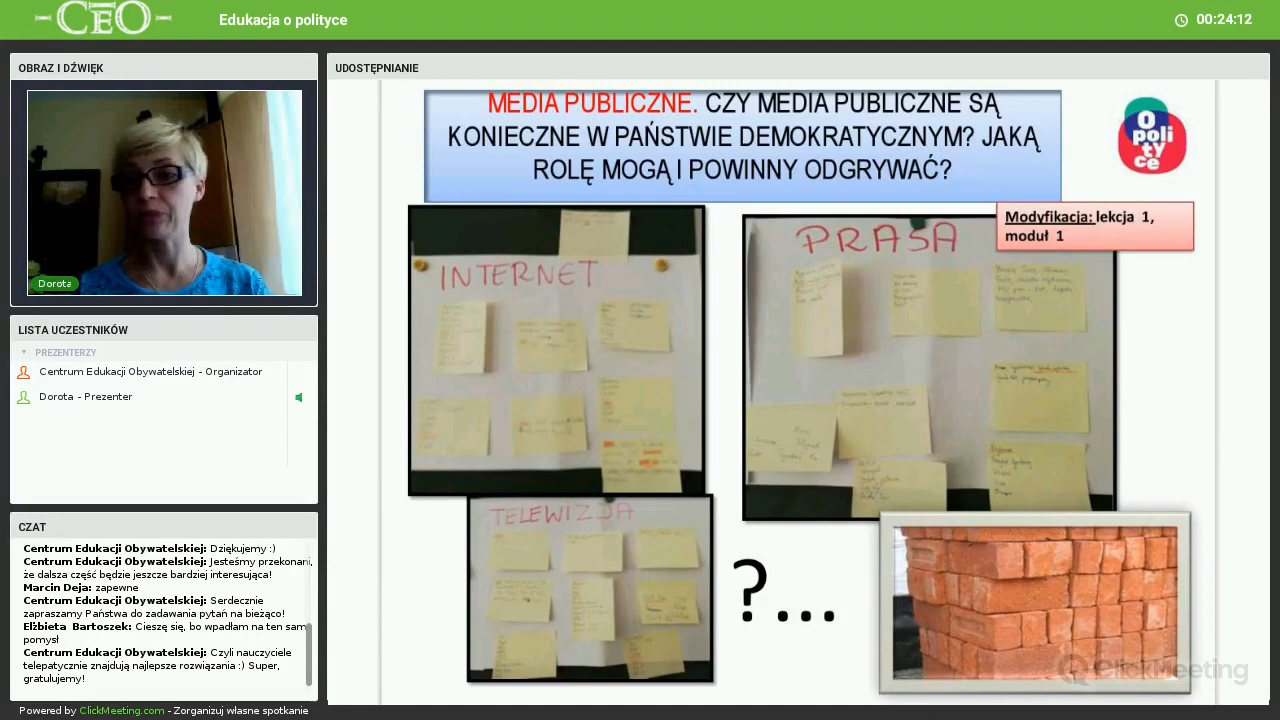 CEO
Edukacja o polityce
00:24:12
OBRAZ I DŹWIĘK
Dorota
LISTA UCZESTNIKÓW
PREZENTERZY
Centrum Edukacji Obywatelskiej - Organizator
Dorota - Prezenter
CZAT
Centrum Edukacji Obywatelskiej: Dziękujemy :)
Centrum Edukacji Obywatelskiej: Jesteśmy przekonani,
że dalsza część będzie jeszcze bardziej interesująca!
Marcin Deja: zapewne
Centrum Edukacji Obywatelskiej: Serdecznie
zapraszamy Państwa do zadawania pytań na bieżąco!
Elżbieta Bartoszek: Cieszę się, bo wpadłam na ten sam
pomysł
Centrum Edukacji Obywatelskiej: Czyli nauczyciele
telepatycznie znajdują najlepsze rozwiązania :) Super,
gratulujemy!
Powered by ClickMeeting.com - Zorganizuj własne spotkanie
UDOSTĘPNIANIE
MEDIA PUBLICZNE. CZY MEDIA PUBLICZNE SĄ
KONIECZNE W PAŃSTWIE DEMOKRATYCZNYM? JAKĄ
ROLĘ MOGĄ I POWINNY ODGRYWAĆ?
O
poli
ty
ce
Modyfikacja: lekcja 1,
moduł 1
INTERNET
PRASA
TELEWIZJA
?...
ClickMeeting